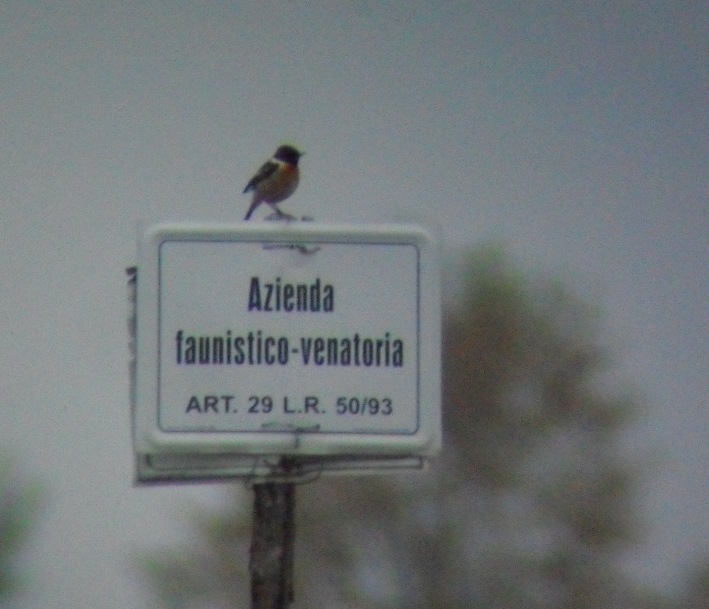 Azienda
faunistico-venatoria
ART. 29 L.R. 50/93